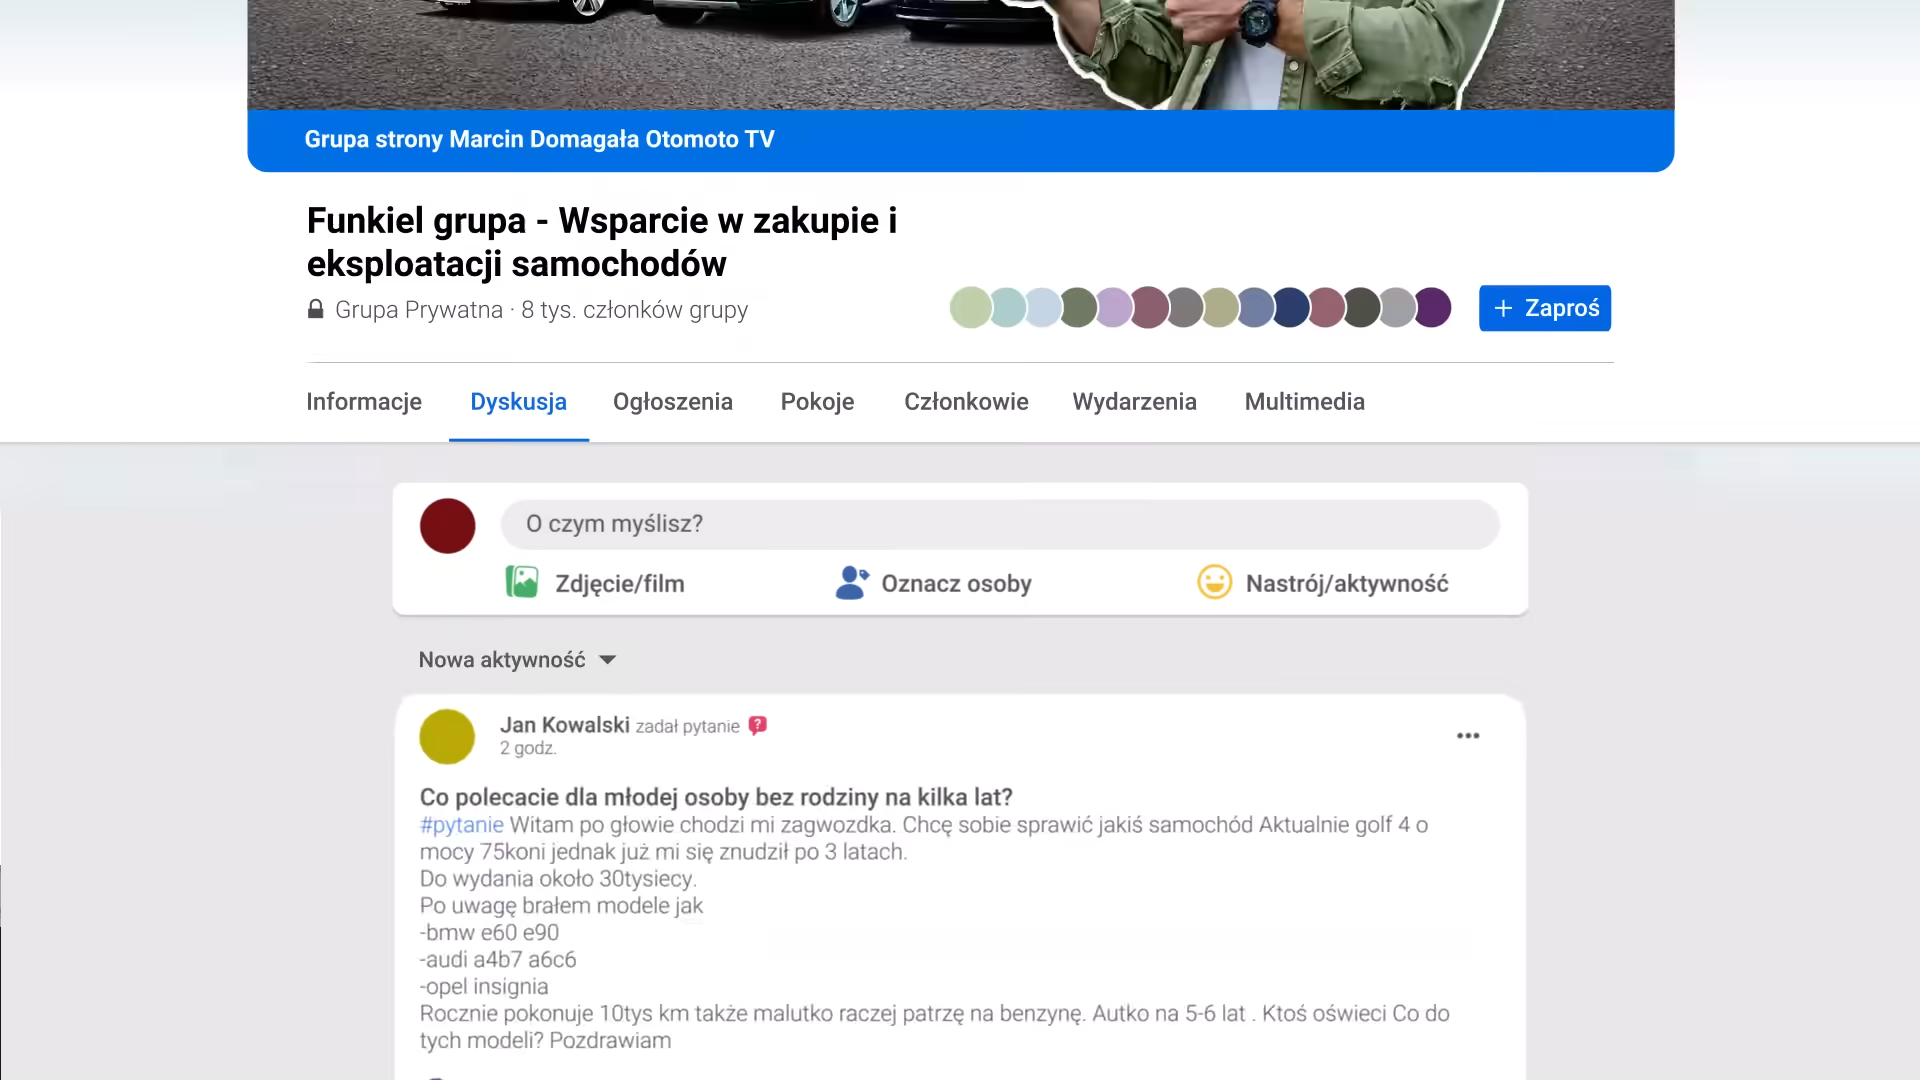 Grupa strony Marcin Domagała Otomoto TV
Funkiel grupa - Wsparcie w zakupie i
eksploatacji samochodów
Grupa Prywatna · 8 tys. członków grupy
+ Zaproś
Informacje Dyskusja Ogłoszenia Pokoje Członkowie Wydarzenia Multimedia
O czym myślisz?
Zdjęcie/film Oznacz osoby Nastrój/aktywność
Nowa aktywność
Jan Kowalski zadał pytanie
2 godz.
Co polecacie dla młodej osoby bez rodziny na kilka lat?
#pytanie Witam po głowie chodzi mi zagwozdka. Chcę sobie sprawić jakiś samochód Aktualnie golf 4 o
mocy 75koni jednak już mi się znudził po 3 latach.
Do wydania około 30tysiecy.
Po uwagę brałem modele jak
-bmw e60 e90
-audi a4b7 a6c6
-opel insignia
Rocznie pokonuje 10tys km także malutko raczej patrzę na benzynę. Autko na 5-6 lat . Ktoś oświeci Co do
tych modeli? Pozdrawiam